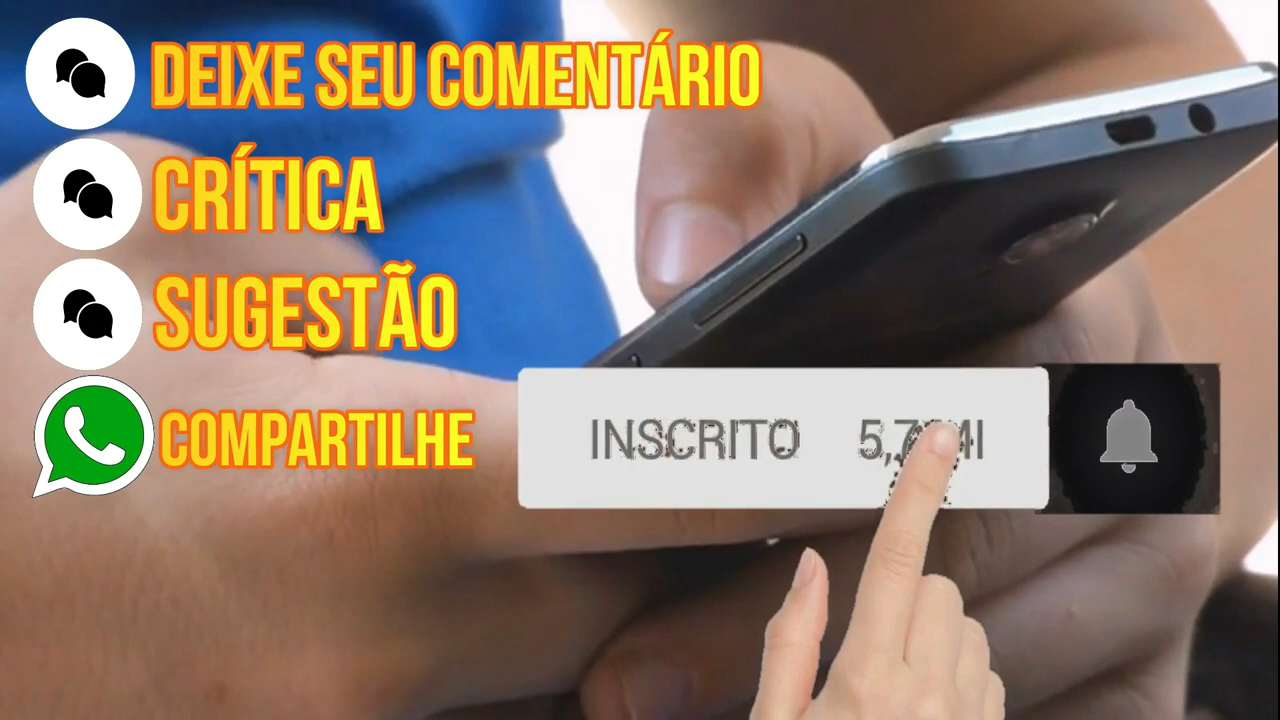 DEIXE SEU COMENTÁRIO
CRÍTICA
SUGESTÃO
COMPARTILHE
INSCRITO